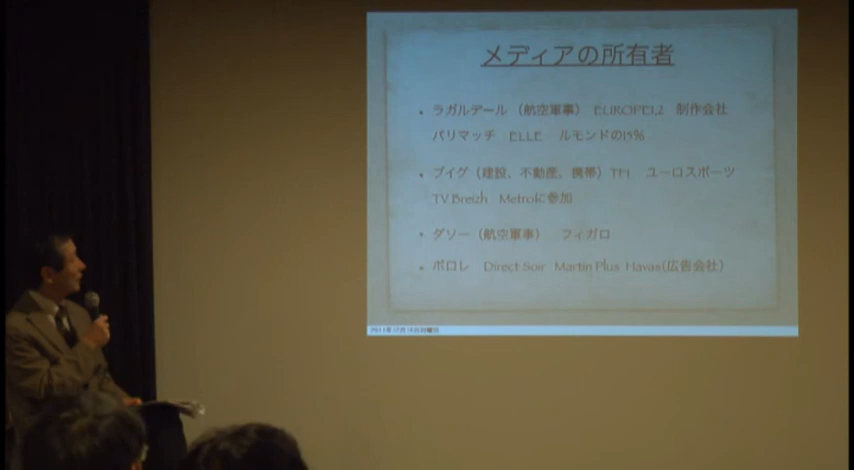 メディアの所有者
• ラガルデール （航空軍事） EUROPE1,2 制作会社
パリマッチ ELLE ルモンドの15%
• ブイグ（建設、不動産、携帯）TF1 ユーロスポーツ
TV Breizh Metroに参加
• ダソー（航空軍事） フィガロ
• ボロレ Direct Soir Martin Plus Havas(広告会社）